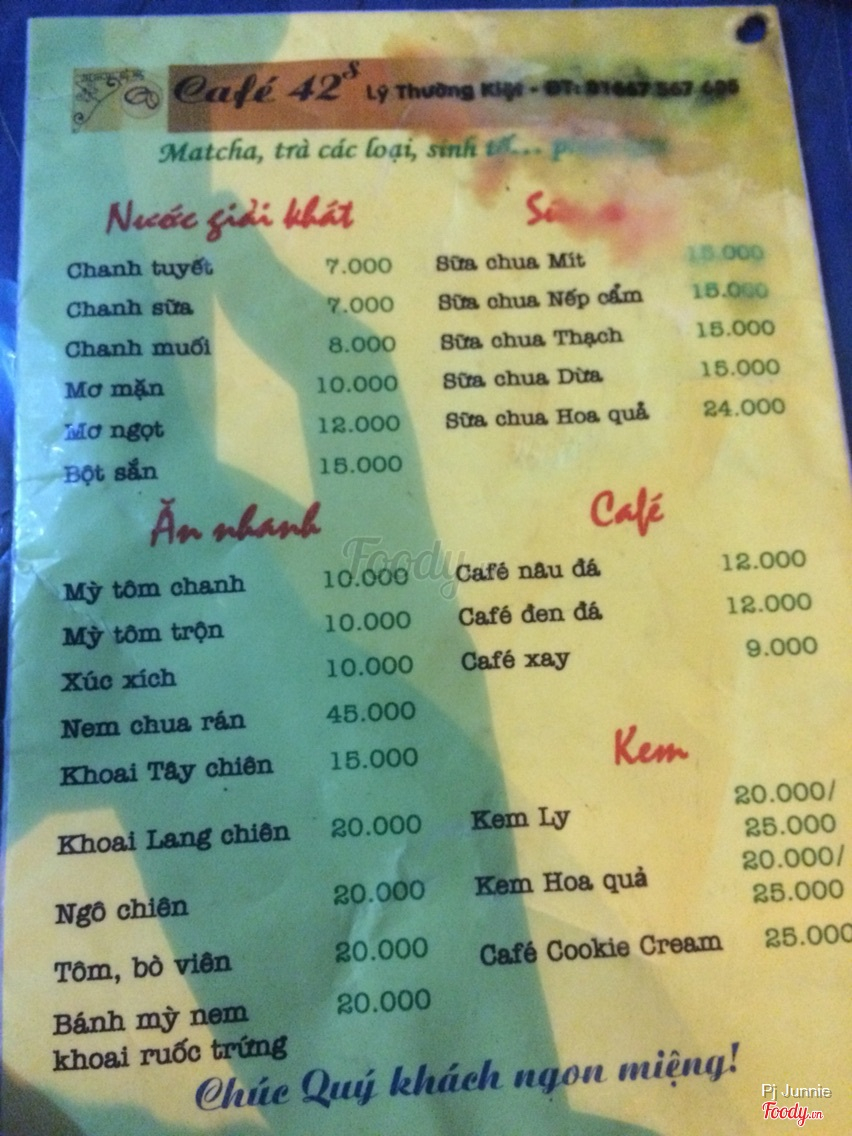 Café 42s Lý Thường Kiệt - ĐT:
Matcha, trà các loại, sinh tố...
Nước giải khát
Chanh tuyết 7.000
Chanh sữa 7.000
Chanh muối 8.000
Mơ mặn 10.000
Mơ ngọt 12.000
Bột sắn 15.000
Ăn nhanh
Mỳ tôm chanh 10.000
Mỳ tôm trộn 10.000
Xúc xích 10.000
Nem chua rán 45.000
Khoai Tây chiên 15.000
Khoai Lang chiên 20.000
Ngô chiên 20.000
Tôm, bò viên 20.000
Bánh mỳ nem 20.000
khoai ruốc trứng
Sữa chua Mít 15.000
Sữa chua Nếp cẩm 15.000
Sữa chua Thạch 15.000
Sữa chua Dừa 15.000
Sữa chua Hoa quả 24.000
Café
Café nâu đá 12.000
Café đen đá 12.000
Café xay 9.000
Kem
Kem Ly 20.000/
25.000
Kem Hoa quả 20.000/
25.000
Café Cookie Cream 25.000
Chúc Quý khách ngon miệng!
Foody
Pj Junnie
Foody.vn